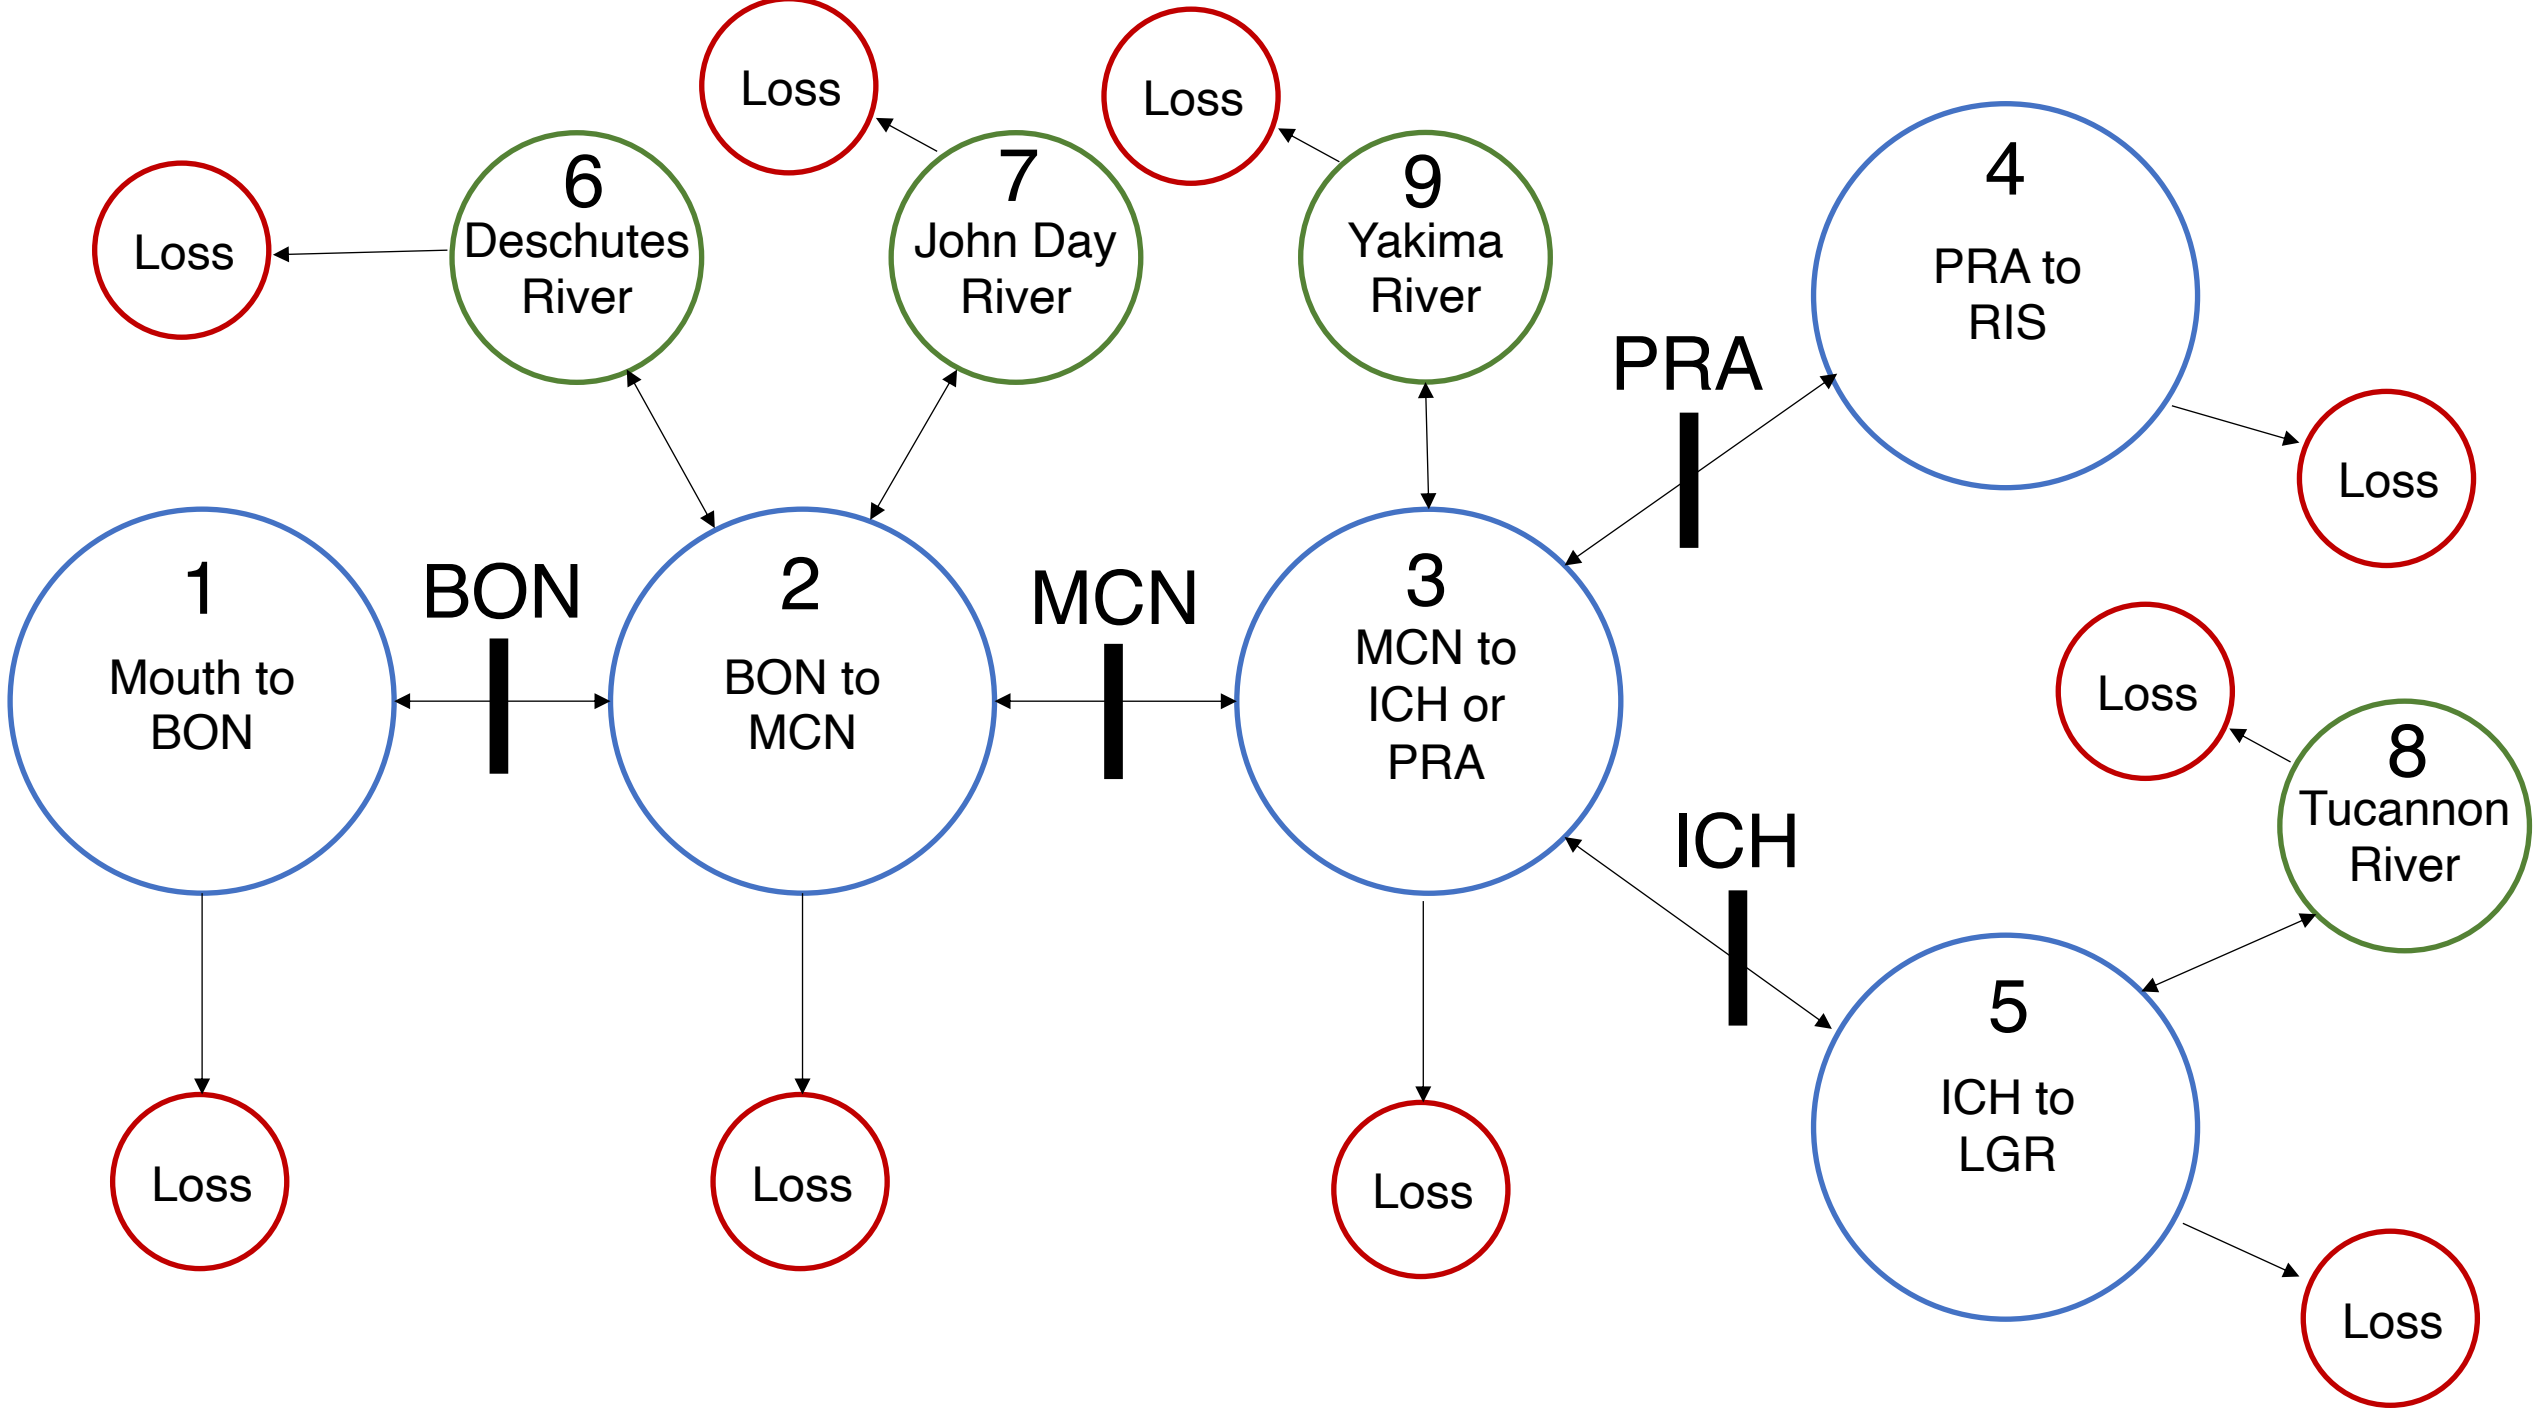 Loss
Loss
7
John Day
River
6
Deschutes
River
Loss
9
Yakima
River
4
PRA to
RIS
PRA
Loss
1
Mouth to
BON
BON
2
BON to
MCN
MCN
3
MCN to
ICH or
PRA
Loss
8
Tucannon
River
ICH
5
ICH to
LGR
Loss
Loss
Loss
Loss